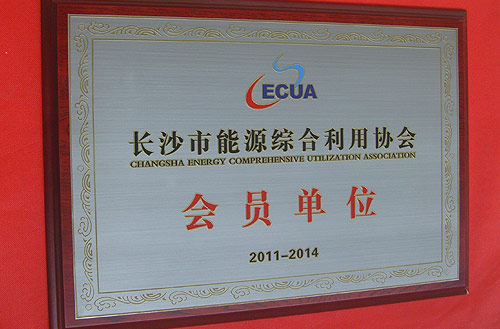 ECUA
长沙市能源综合利用协会
CHANGSHA ENERGY COMPREHENSIVE UTILIZATION ASSOCIATION
会员单位
2011-2014